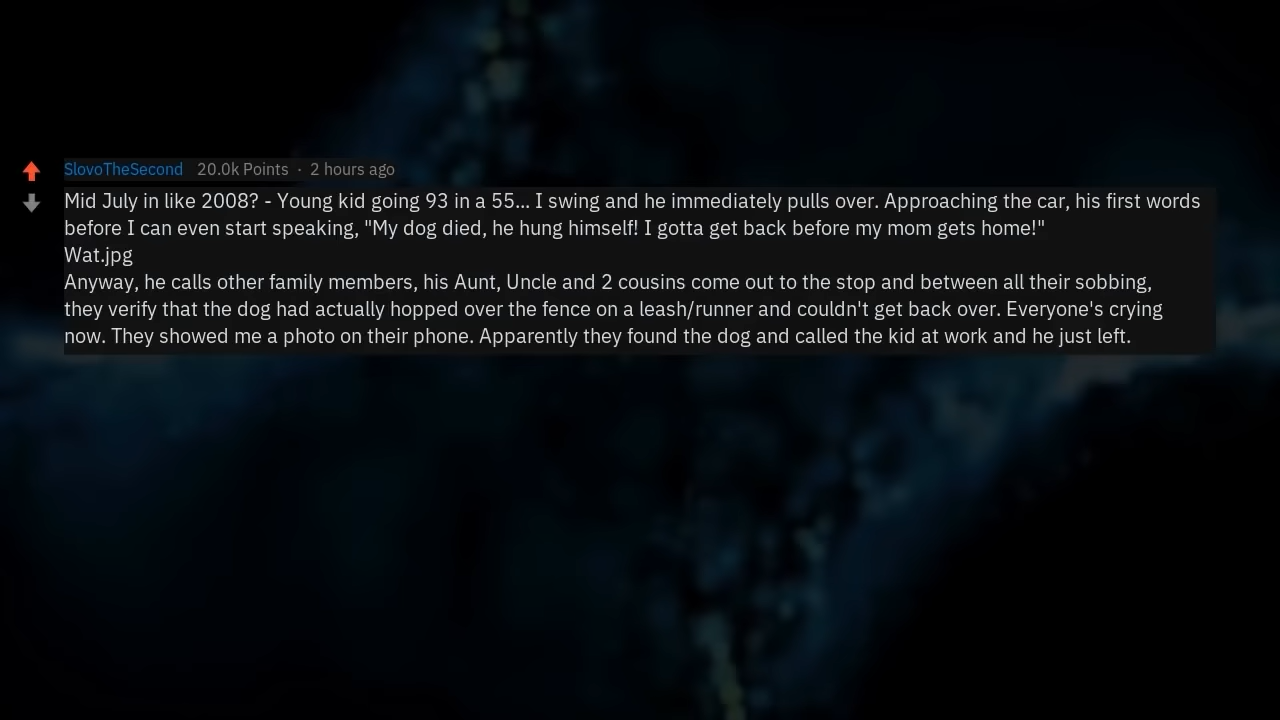 SlovoTheSecond 20.0k Points · 2 hours ago
Mid July in like 2008? - Young kid going 93 in a 55... I swing and he immediately pulls over. Approaching the car, his first words
before I can even start speaking, "My dog died, he hung himself! I gotta get back before my mom gets home!"
Wat.jpg
Anyway, he calls other family members, his Aunt, Uncle and 2 cousins come out to the stop and between all their sobbing,
they verify that the dog had actually hopped over the fence on a leash/runner and couldn't get back over. Everyone's crying
now. They showed me a photo on their phone. Apparently they found the dog and called the kid at work and he just left.